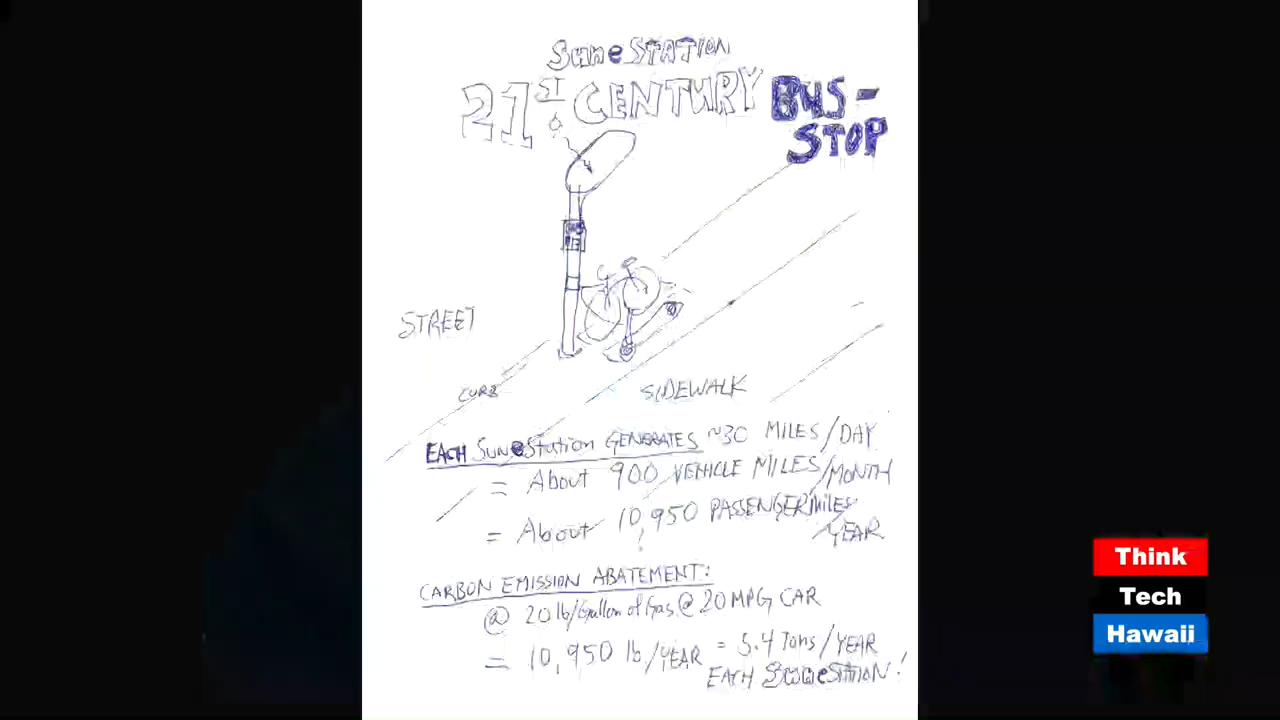 SuneSTATION
21ST CENTURY BUS-
STOP
STREET
CURB
SIDEWALK
EACH SuneStation GENERATES ~30 MILES/DAY
= About 900 VEHICLE MILES/MONTH
= About 10,950 PASSENGER MILES/
YEAR
CARBON EMISSION ABATEMENT:
@ 20 lb/Gallon of Gas @ 20 MPG CAR
= 10,950 lb/YEAR = 5.4 Tons/YEAR
EACH SuneStATION!
Think
Tech
Hawaii